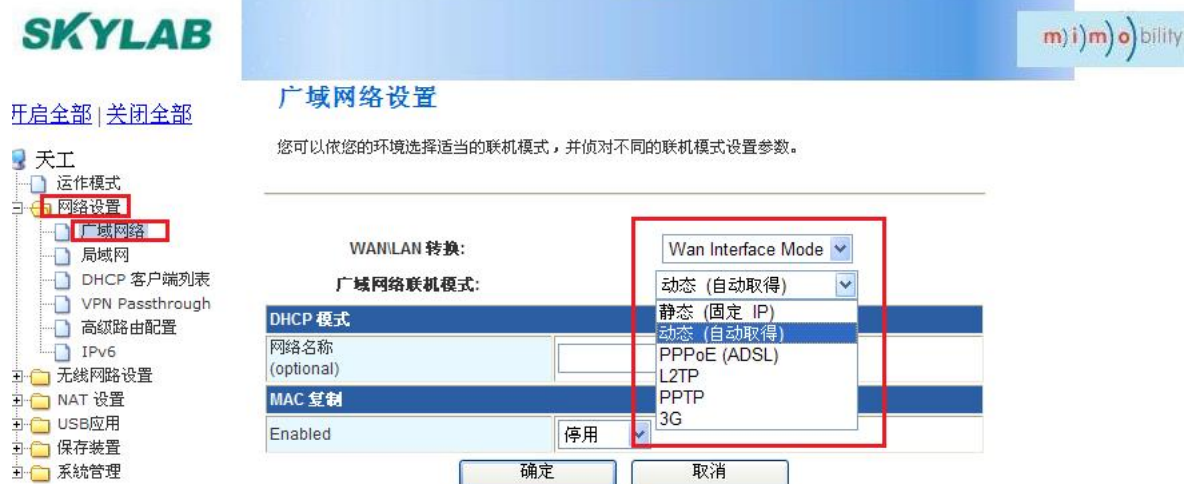 SKYLAB
m)i)m)o)bility
开启全部 | 关闭全部
天工
运作模式
网络设置
广域网络
局域网
DHCP 客户端列表
VPN Passthrough
高级路由配置
IPv6
无线网路设置
NAT 设置
USB应用
保存装置
系統管理
广域网络设置
您可以依您的环境选择适当的联机模式，并侦对不同的联机模式设置参数。
WAN\LAN 转换:
Wan Interface Mode
广域网络联机模式:
动态 (自动取得)
静态 (固定 IP)
动态 (自动取得)
PPPoE (ADSL)
L2TP
PPTP
3G
DHCP 模式
网络名称
(optional)
MAC 复制
Enabled
停用
确定
取消